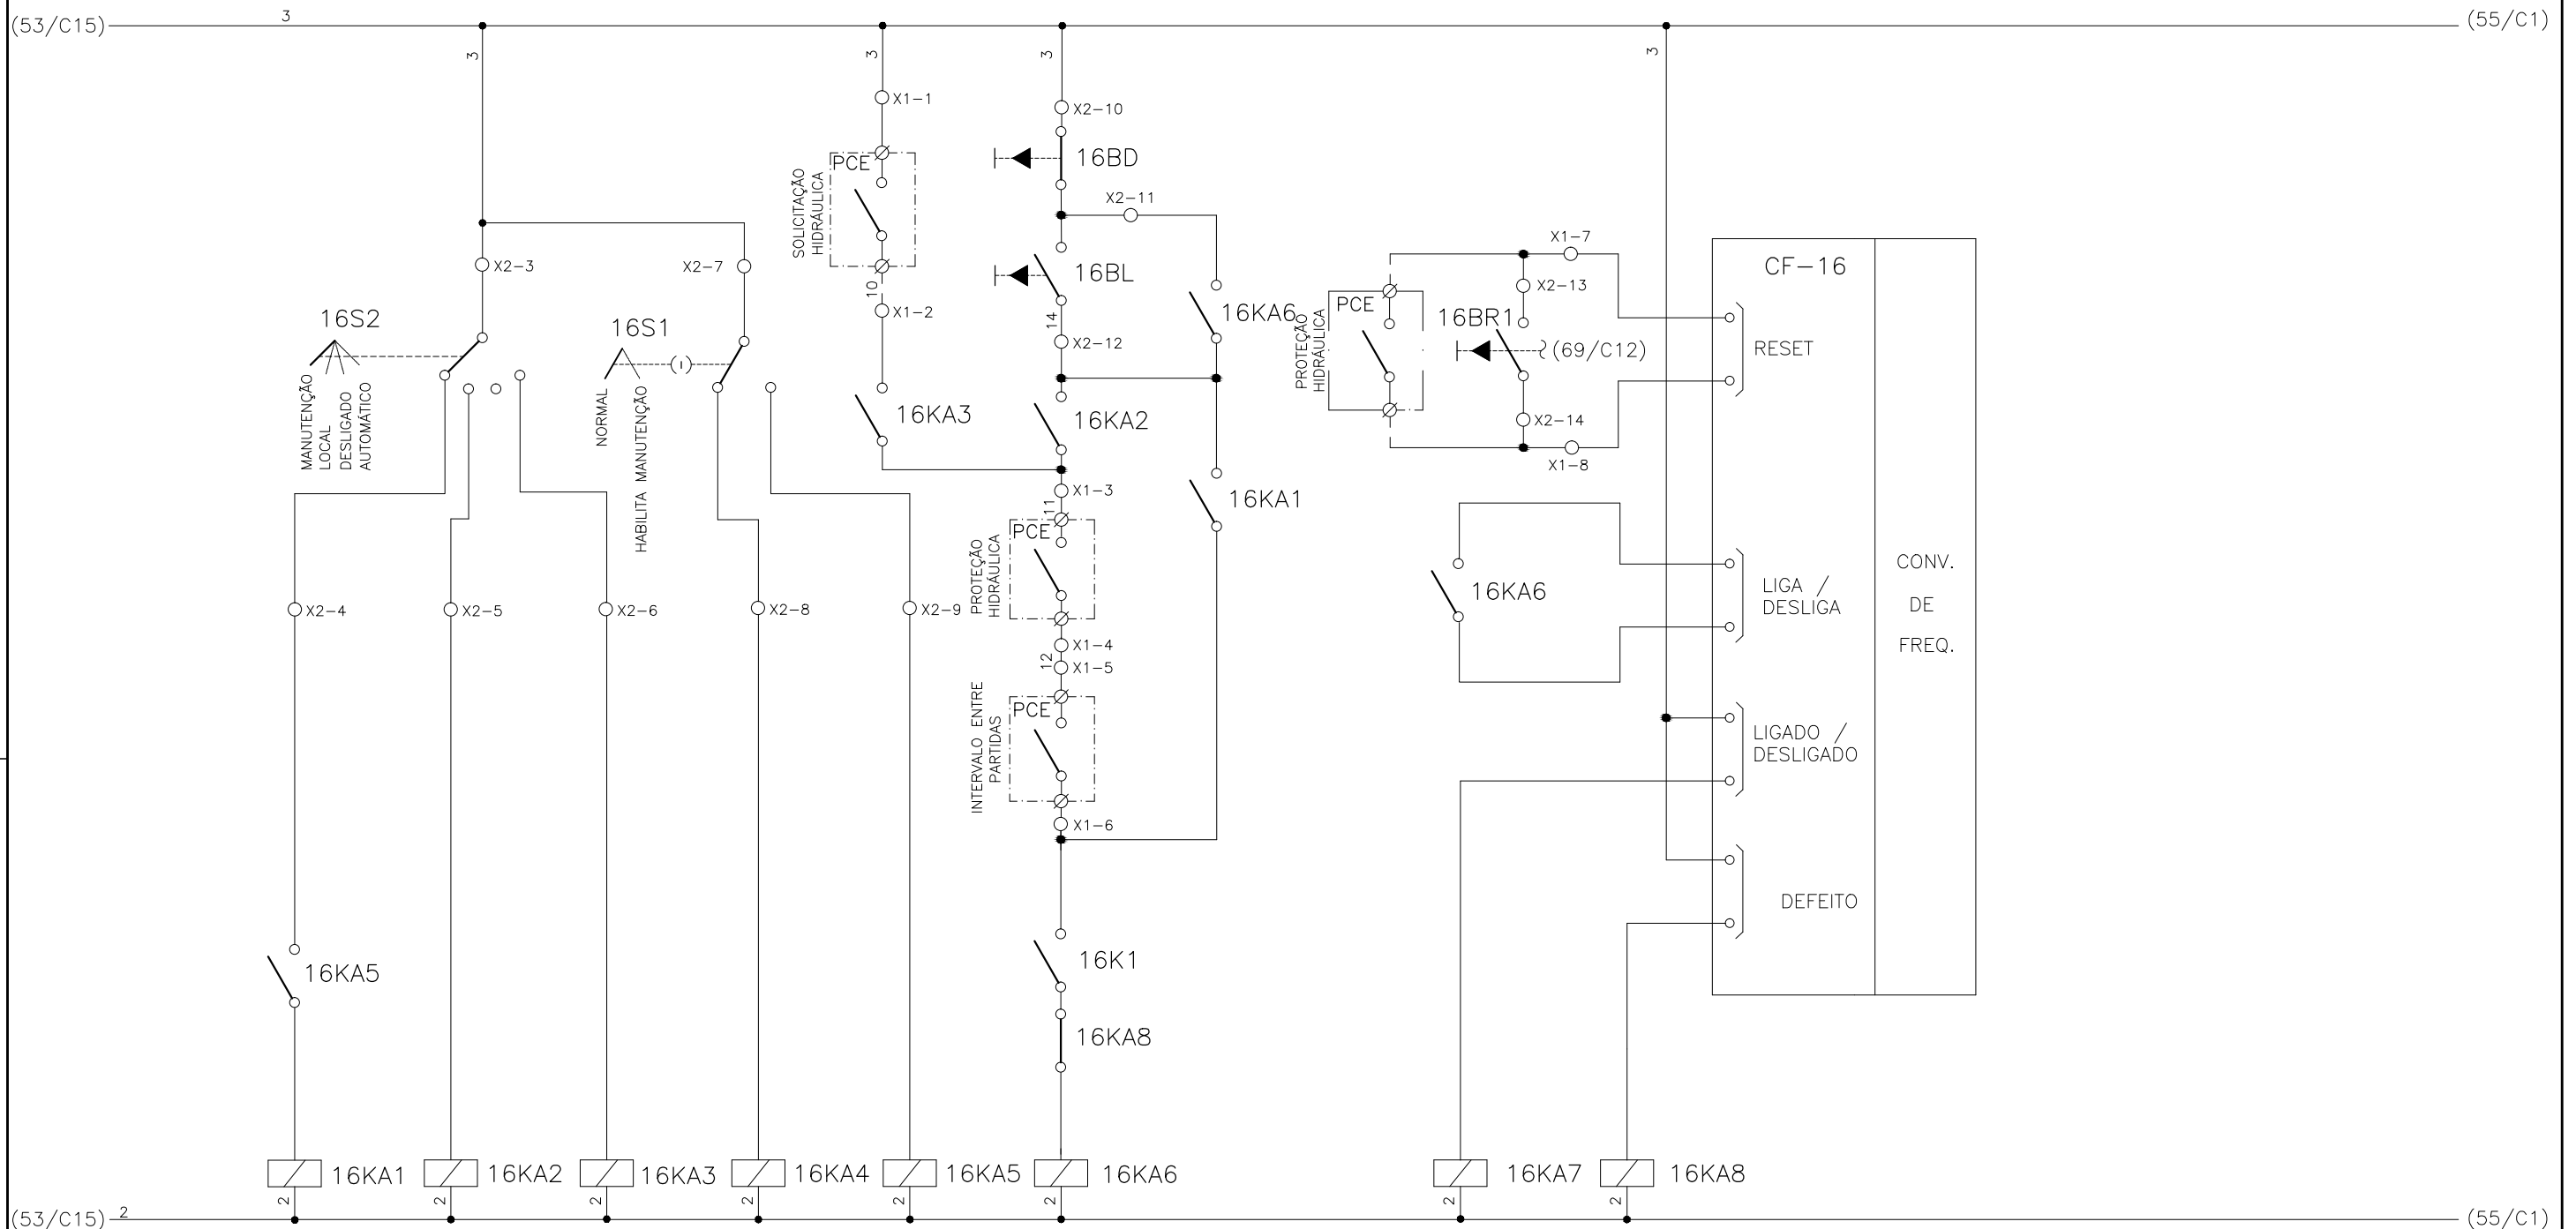 (53/C15)
3
(55/C1)
3
3
3
3
X1-1
X2-10
PCE
16BD
SOLICITAÇÃO
HIDRÁULICA
X2-11
X2-3
X2-7
10
X1-2
16BL
14
X2-12
16KA6
X1-7
X2-13
CF-16
PCE
PROTEÇÃO
HIDRÁULICA
16BR1
(69/C12)
RESET
X2-14
X1-8
16S2
MANUTENÇÃO
LOCAL
DESLIGADO
AUTOMÁTICO
16S1
NORMAL
HABILITA MANUTENÇÃO
16KA3
16KA2
X1-3
11
16KA1
PCE
PROTEÇÃO
HIDRÁULICA
X1-4
12
X1-5
PCE
INTERVALO ENTRE
PARTIDAS
X1-6
X2-4
X2-5
X2-6
X2-8
X2-9
16KA6
LIGA /
DESLIGA
CONV.
DE
FREQ.
LIGADO /
DESLIGADO
DEFEITO
16KA5
16K1
16KA8
16KA1
16KA2
16KA3
16KA4
16KA5
16KA6
16KA7
16KA8
2
2
2
2
2
2
2
2
(53/C15)
2
(55/C1)